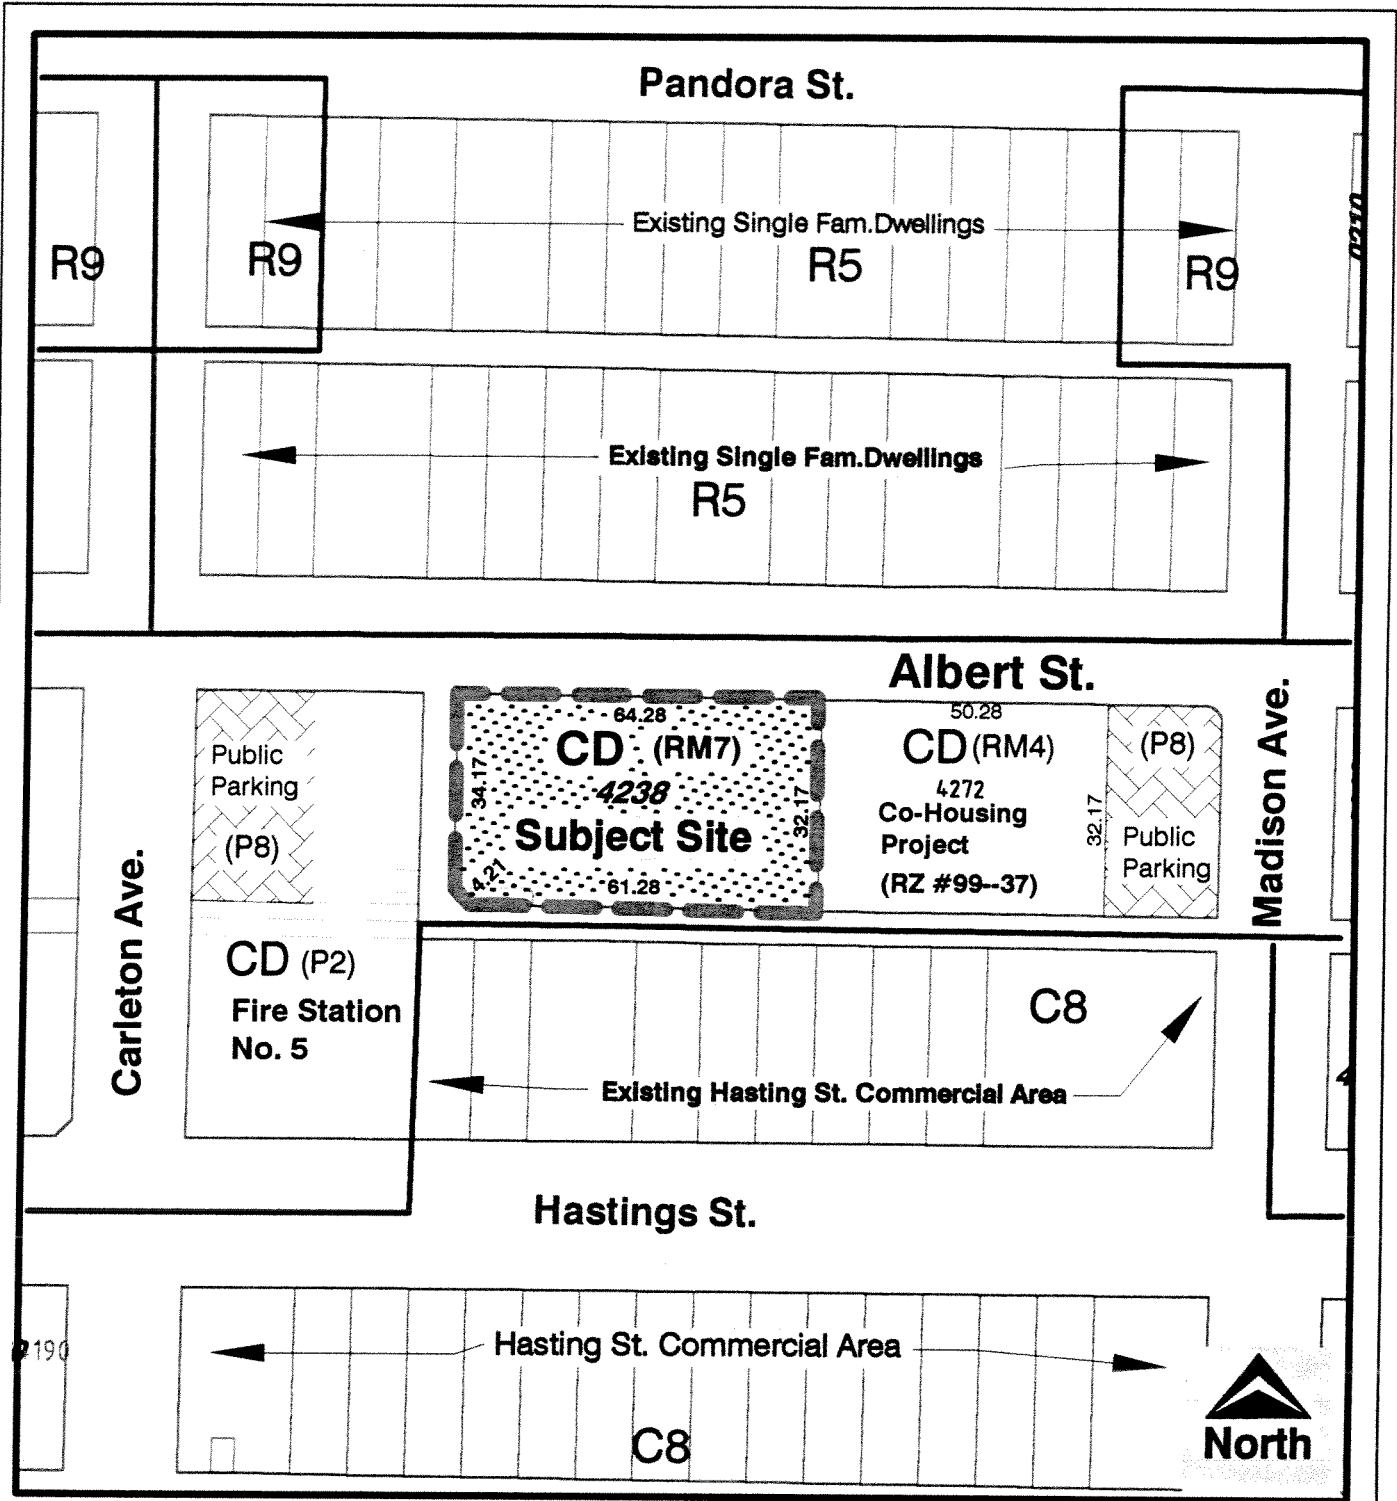 Pandora St.
Existing Single Fam.Dwellings
R9
R9
R5
R9
Existing Single Fam.Dwellings
R5
Albert St.
64.28
CD (RM7)
4238
Subject Site
34.17
32.17
4.21
61.28
50.28
CD (RM4)
4272
Co-Housing
Project
(RZ #99--37)
32.17
(P8)
Public
Parking
Public
Parking
(P8)
Carleton Ave.
Madison Ave.
CD (P2)
Fire Station
No. 5
C8
Existing Hasting St. Commercial Area
Hastings St.
Hasting St. Commercial Area
C8
North